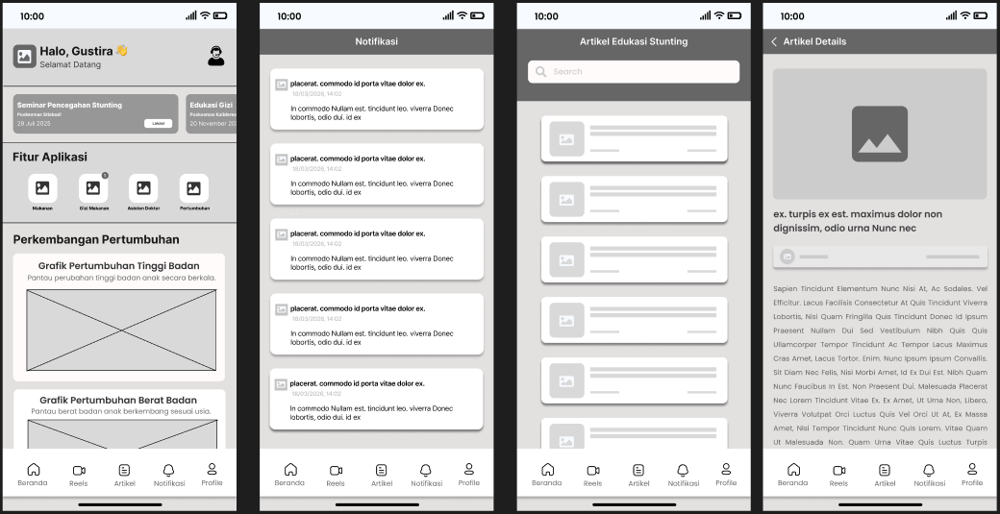 10:00
Halo, Gustira 👋
Selamat Datang
Seminar Pencegahan Stunting
Puskesmas Stiabudi
29 Juli 2025
Lokasi
Edukasi Gizi
Puskesmas Kalideres
20 November 202
Fitur Aplikasi
1
Makanan
Gizi Makanan
Asisten Dokter
Pertumbuhan
Perkembangan Pertumbuhan
Grafik Pertumbuhan Tinggi Badan
Pantau perubahan tinggi badan anak secara berkala.
Grafik Pertumbuhan Berat Badan
Pantau berat badan anak berkembang sesuai usia.
Beranda
Reels
Artikel
Notifikasi
Profile
10:00
Notifikasi
placerat. commodo id porta vitae dolor ex.
18/03/2026, 14:02
In commodo Nullam est. tincidunt leo. viverra Donec
lobortis, odio dui. id ex
placerat. commodo id porta vitae dolor ex.
18/03/2026, 14:02
In commodo Nullam est. tincidunt leo. viverra Donec
lobortis, odio dui. id ex
placerat. commodo id porta vitae dolor ex.
18/03/2026, 14:02
In commodo Nullam est. tincidunt leo. viverra Donec
lobortis, odio dui. id ex
placerat. commodo id porta vitae dolor ex.
18/03/2026, 14:02
In commodo Nullam est. tincidunt leo. viverra Donec
lobortis, odio dui. id ex
placerat. commodo id porta vitae dolor ex.
18/03/2026, 14:02
In commodo Nullam est. tincidunt leo. viverra Donec
lobortis, odio dui. id ex
Beranda
Reels
Artikel
Notifikasi
Profile
10:00
Artikel Edukasi Stunting
Search
Beranda
Reels
Artikel
Notifikasi
Profile
10:00
Artikel Details
ex. turpis ex est. maximus dolor non
dignissim, odio urna Nunc nec
Sapien Tincidunt Elementum Nunc Nisi At, Ac Sodales. Vel
Efficitur. Lacus Facilisis Consectetur At Quis Tincidunt Viverra
Lobortis, Nisi Quam Fringilla Quis Tincidunt Donec Id Ipsum
Praesent Nullam Dui Sed Vestibulum Nibh Quis Quis
Ullamcorper Tempor Tincidunt Ac Tempor Lacus Maximus
Cras Amet, Lacus Tortor. Enim. Nunc Ipsum Ipsum Convallis.
Sit Diam Nec Felis, Nisi Morbi Amet, Id Ex Dui Est. Nibh Quam
Nunc Faucibus In Est. Non Praesent Dui. Malesuada Placerat
Nec Lorem Tincidunt Vitae Ex. Ex Amet, Ut Urna Non, Libero,
Viverra Volutpat Orci Luctus Quis Vel Orci Ut At, Ex Massa
Amet, Nisi Tempor Tincidunt Nunc Quis Lorem. Vitae Quam
Ut Malesuada Non. Quam Urna Vitae Quis Luctus Turpis
Beranda
Reels
Artikel
Notifikasi
Profile